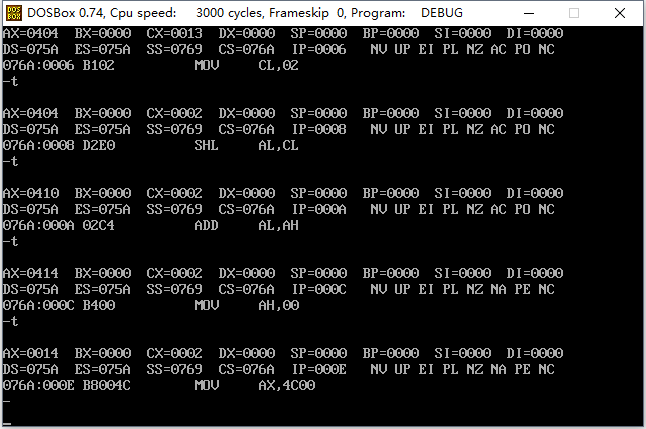 DOSBox 0.74, Cpu speed:    3000 cycles, Frameskip  0, Program:    DEBUG
AX=0404  BX=0000  CX=0013  DX=0000  SP=0000  BP=0000  SI=0000  DI=0000
DS=075A  ES=075A  SS=0769  CS=076A  IP=0006   NV UP EI PL NZ AC PO NC
076A:0006 B102          MOV     CL,02
-t
AX=0404  BX=0000  CX=0002  DX=0000  SP=0000  BP=0000  SI=0000  DI=0000
DS=075A  ES=075A  SS=0769  CS=076A  IP=0008   NV UP EI PL NZ AC PO NC
076A:0008 D2E0          SHL     AL,CL
-t
AX=0410  BX=0000  CX=0002  DX=0000  SP=0000  BP=0000  SI=0000  DI=0000
DS=075A  ES=075A  SS=0769  CS=076A  IP=000A   NV UP EI PL NZ AC PO NC
076A:000A 02C4          ADD     AL,AH
-t
AX=0414  BX=0000  CX=0002  DX=0000  SP=0000  BP=0000  SI=0000  DI=0000
DS=075A  ES=075A  SS=0769  CS=076A  IP=000C   NV UP EI PL NZ NA PE NC
076A:000C B400          MOV     AH,00
-t
AX=0014  BX=0000  CX=0002  DX=0000  SP=0000  BP=0000  SI=0000  DI=0000
DS=075A  ES=075A  SS=0769  CS=076A  IP=000E   NV UP EI PL NZ NA PE NC
076A:000E B8004C        MOV     AX,4C00
-
_